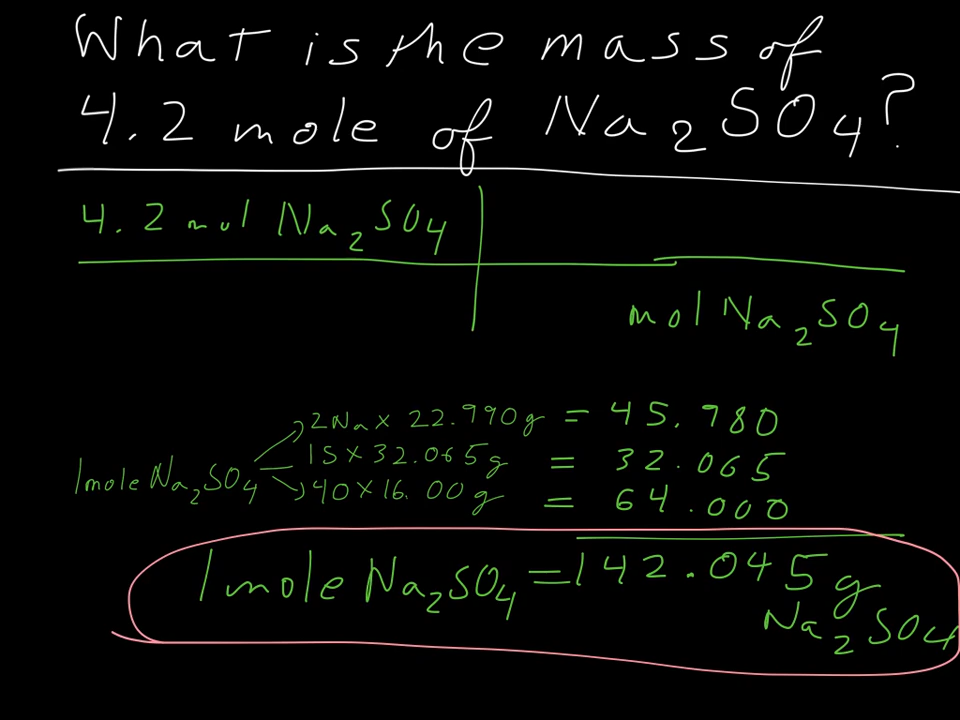 What is the mass of
4.2 mole of Na₂SO₄?
4.2 mol Na₂SO₄
mol Na₂SO₄
2Na x 22.990g = 45.980
1mole Na₂SO₄ 1S x 32.065g = 32.065
4O x 16.00g = 64.000
1mole Na₂SO₄ = 142.045g
Na₂SO₄